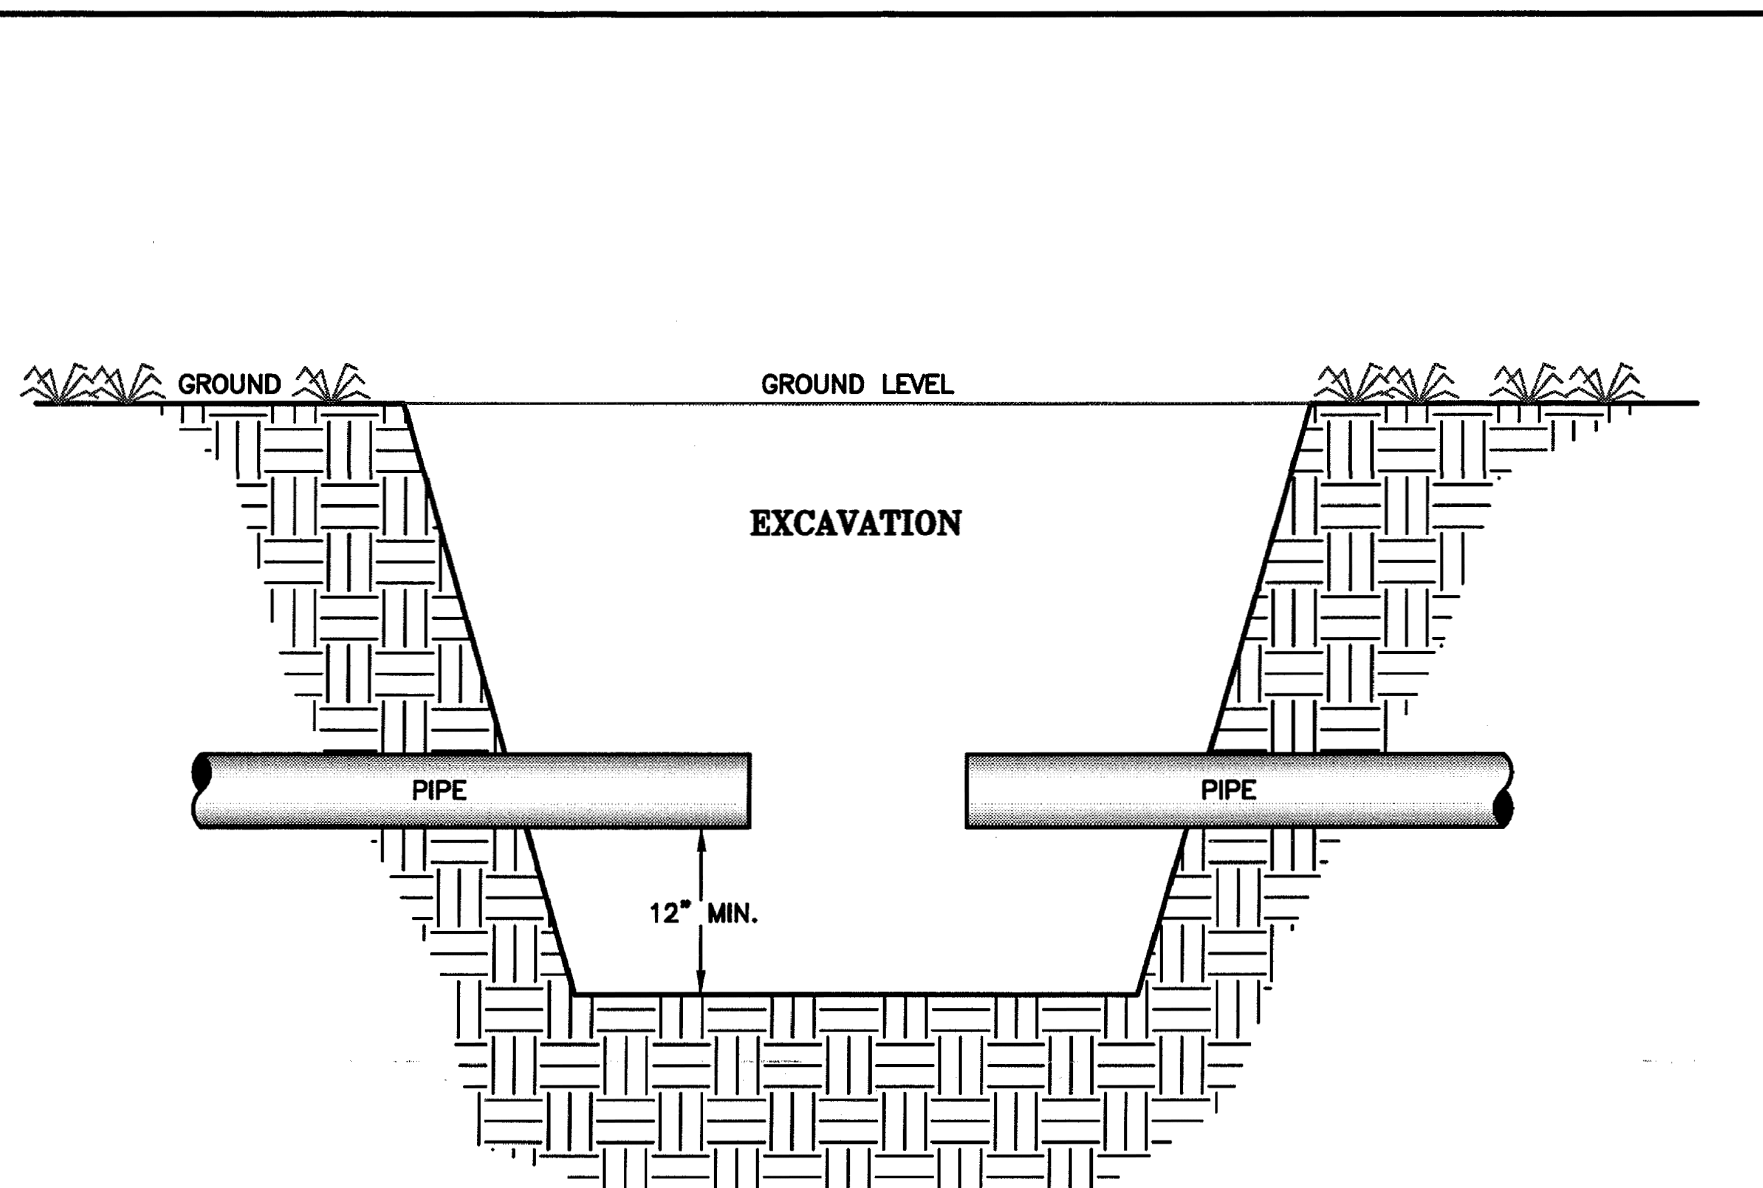 GROUND
GROUND LEVEL
EXCAVATION
PIPE
PIPE
12" MIN.